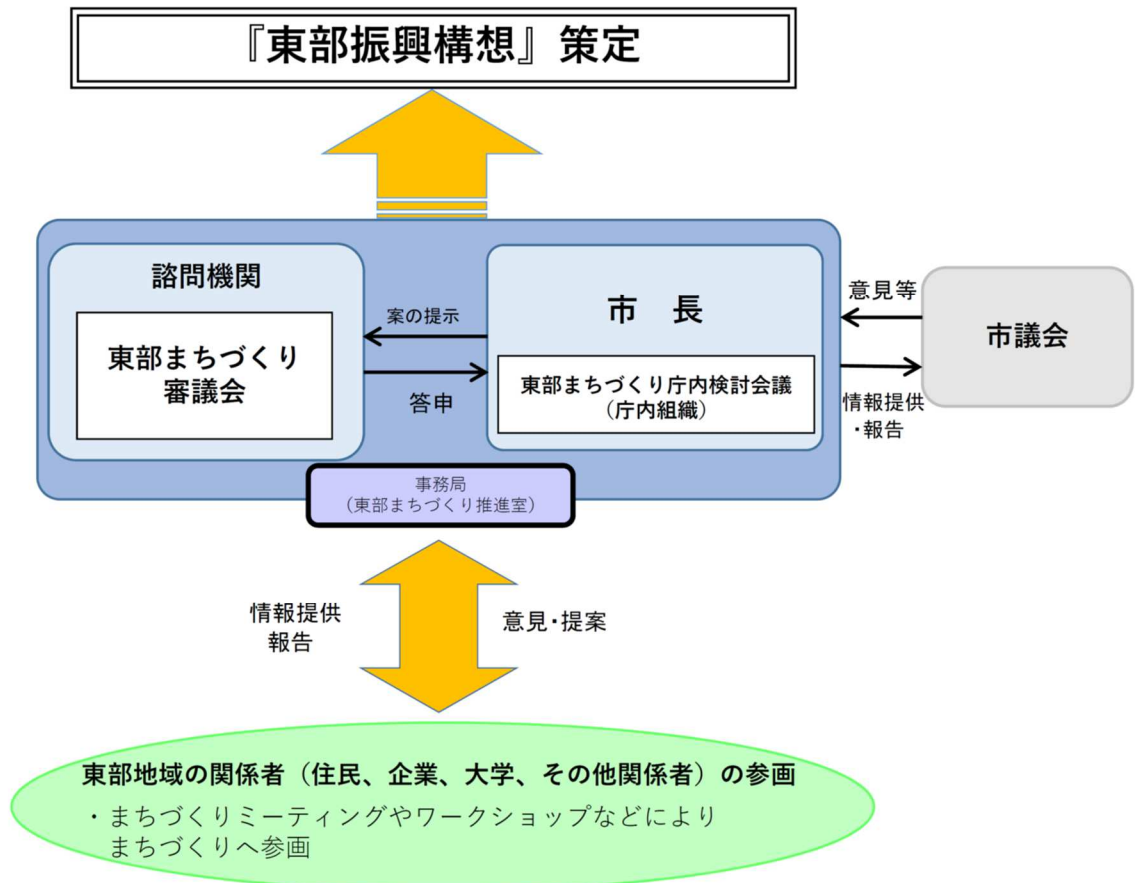 『東部振興構想』策定
諮問機関
東部まちづくり
審議会
案の提示
答申
市 長
東部まちづくり庁内検討会議
(庁内組織)
意見等
情報提供
・報告
市議会
事務局
(東部まちづくり推進室)
情報提供
報告
意見・提案
東部地域の関係者(住民、企業、大学、その他関係者)の参画
・まちづくりミーティングやワークショップなどにより
まちづくりへ参画